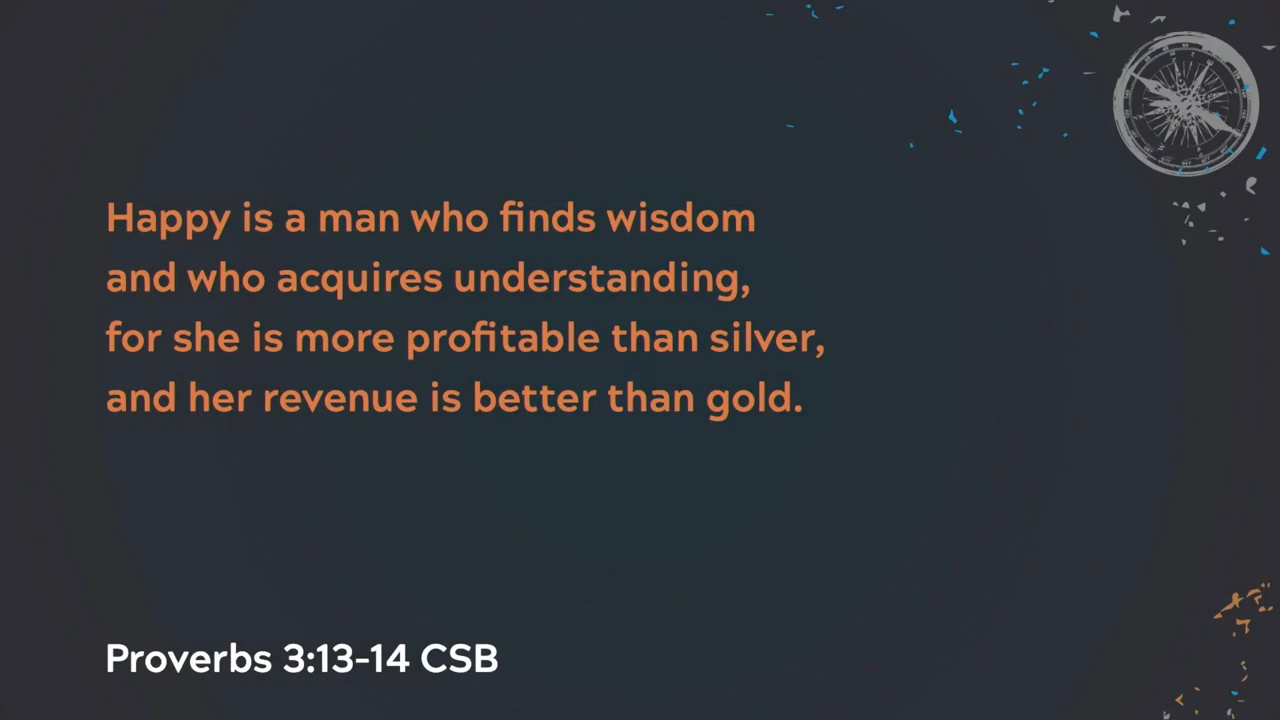 Happy is a man who finds wisdom
and who acquires understanding,
for she is more profitable than silver,
and her revenue is better than gold.
Proverbs 3:13-14 CSB